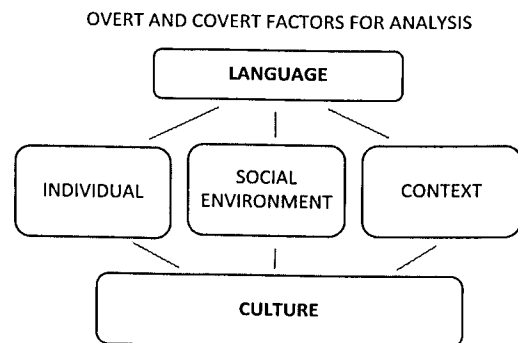 OVERT AND COVERT FACTORS FOR ANALYSIS
LANGUAGE
INDIVIDUAL
SOCIAL
ENVIRONMENT
CONTEXT
CULTURE